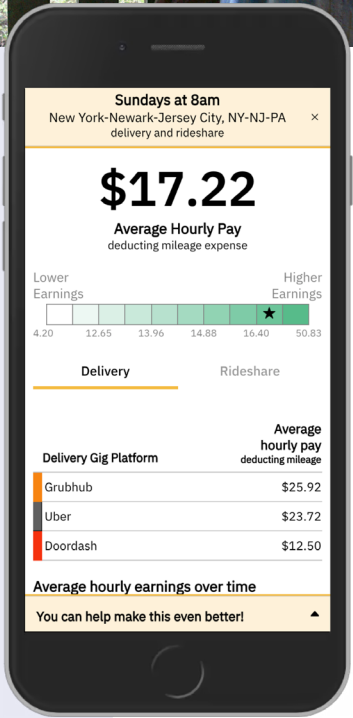 Sundays at 8am
New York-Newark-Jersey City, NY-NJ-PA ×
delivery and rideshare
$17.22
Average Hourly Pay
deducting mileage expense
Lower Higher
Earnings Earnings
★
4.20 12.65 13.96 14.88 16.40 50.83
Delivery Rideshare
Average
hourly pay
Delivery Gig Platform deducting mileage
Grubhub $25.92
Uber $23.72
Doordash $12.50
Average hourly earnings over time
You can help make this even better!